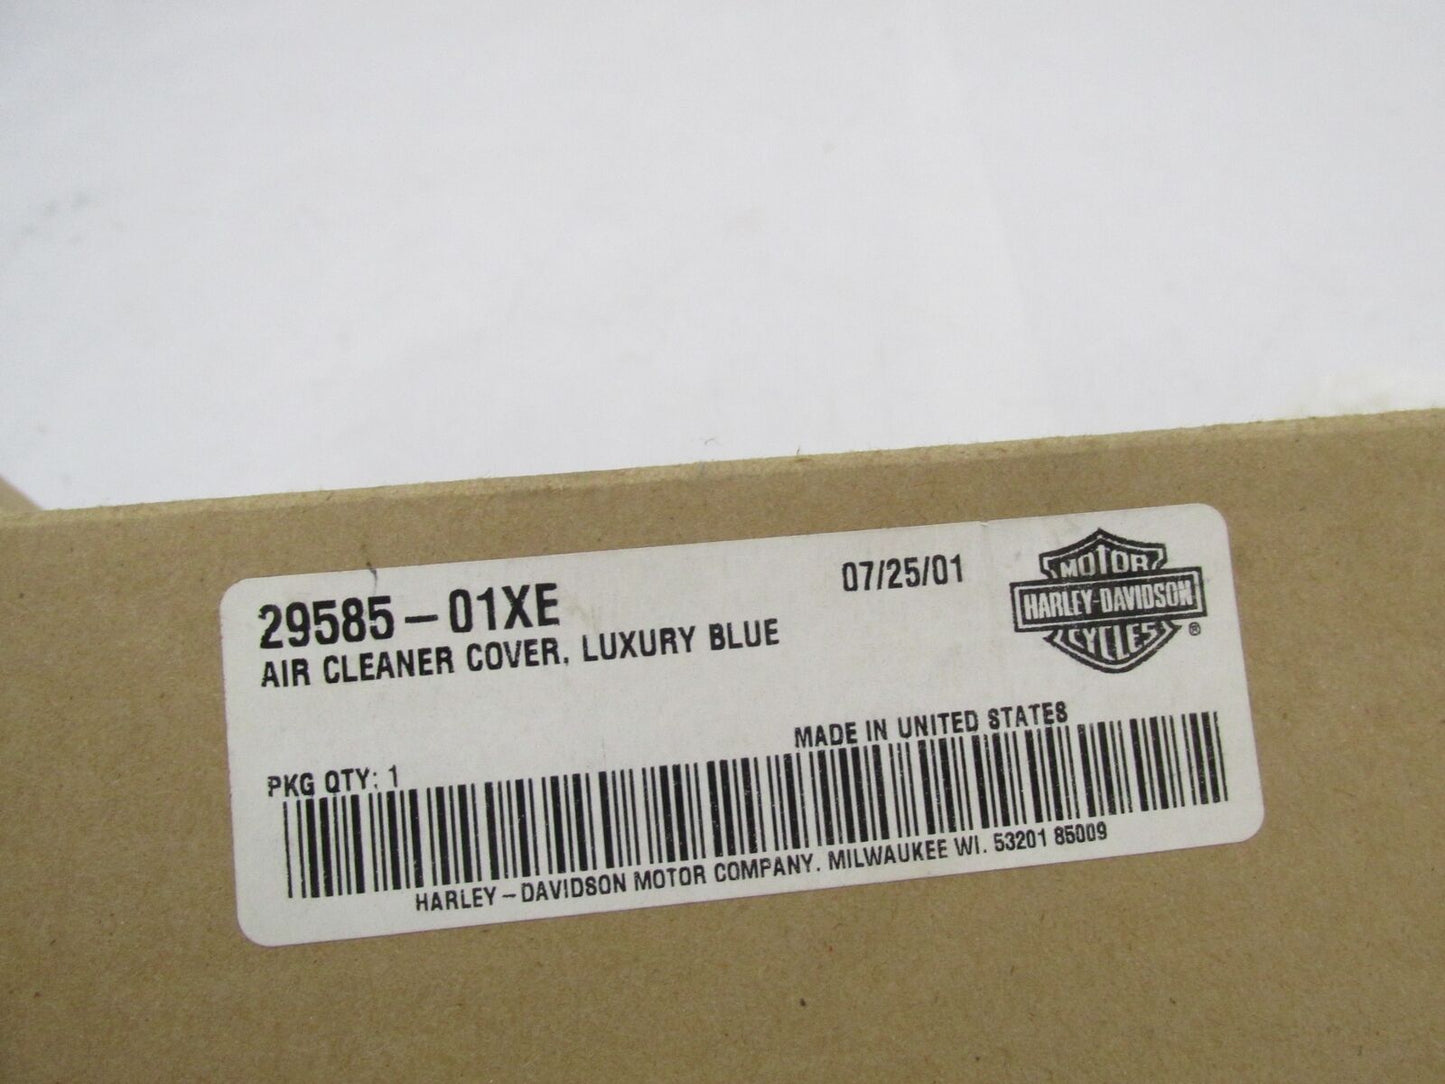 29585-01XE
07/25/01
AIR CLEANER COVER, LUXURY BLUE
MOTOR
HARLEY-DAVIDSON
CYCLES
®
MADE IN UNITED STATES
PKG QTY: 1
HARLEY-DAVIDSON MOTOR COMPANY. MILWAUKEE WI. 53201 85009